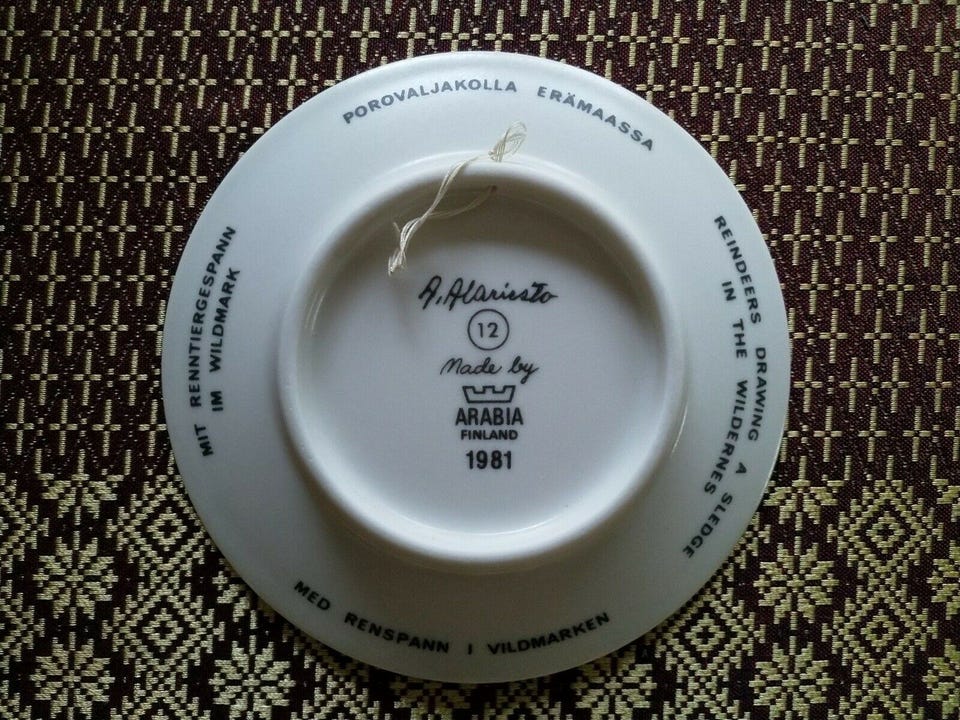 POROVALJAKOLLA ERÄMAASSA
REINDEERS DRAWING A SLEDGE
IN THE WILDERNES
MED RENSPANN I VILDMARKEN
MIT RENNTIERGESPANN
IM WILDMARK
A. Alariesto
12
Made by
ARABIA
FINLAND
1981